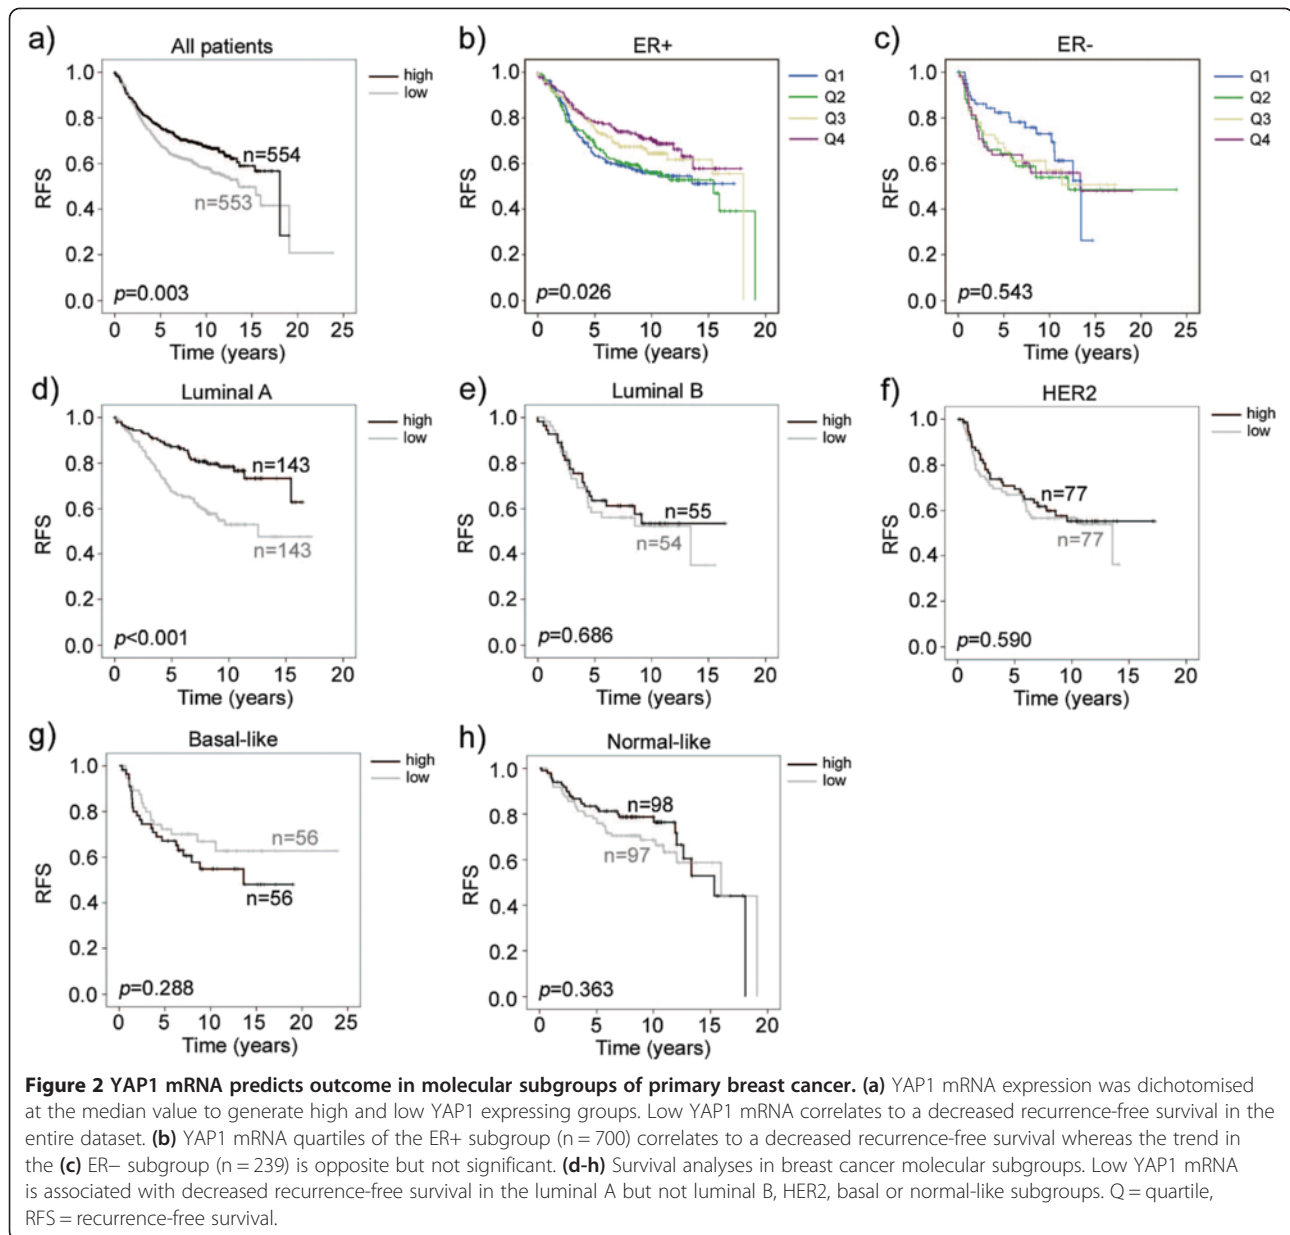 a)
All patients
high
low
1.0
0.8
0.6
0.4
0.2
0.0
RFS
n=554
n=553
p=0.003
0 5 10 15 20 25
Time (years)
b)
ER+
Q1
Q2
Q3
Q4
1.0
0.8
0.6
0.4
0.2
0.0
RFS
p=0.026
0 5 10 15 20
Time (years)
c)
ER-
Q1
Q2
Q3
Q4
1.0
0.8
0.6
0.4
0.2
0.0
RFS
p=0.543
0 5 10 15 20 25
Time (years)
d)
Luminal A
high
low
1.0
0.8
0.6
0.4
0.2
0.0
RFS
n=143
n=143
p<0.001
0 5 10 15 20
Time (years)
e)
Luminal B
high
low
1.0
0.8
0.6
0.4
0.2
0.0
RFS
n=55
n=54
p=0.686
0 5 10 15 20
Time (years)
f)
HER2
high
low
1.0
0.8
0.6
0.4
0.2
0.0
RFS
n=77
n=77
p=0.590
0 5 10 15 20
Time (years)
g)
Basal-like
high
low
1.0
0.8
0.6
0.4
0.2
0.0
RFS
n=56
n=56
p=0.288
0 5 10 15 20 25
Time (years)
h)
Normal-like
high
low
1.0
0.8
0.6
0.4
0.2
0.0
RFS
n=98
n=97
p=0.363
0 5 10 15 20
Time (years)
Figure 2 YAP1 mRNA predicts outcome in molecular subgroups of primary breast cancer. (a) YAP1 mRNA expression was dichotomised
at the median value to generate high and low YAP1 expressing groups. Low YAP1 mRNA correlates to a decreased recurrence-free survival in the
entire dataset. (b) YAP1 mRNA quartiles of the ER+ subgroup (n = 700) correlates to a decreased recurrence-free survival whereas the trend in
the (c) ER− subgroup (n = 239) is opposite but not significant. (d-h) Survival analyses in breast cancer molecular subgroups. Low YAP1 mRNA
is associated with decreased recurrence-free survival in the luminal A but not luminal B, HER2, basal or normal-like subgroups. Q = quartile,
RFS = recurrence-free survival.